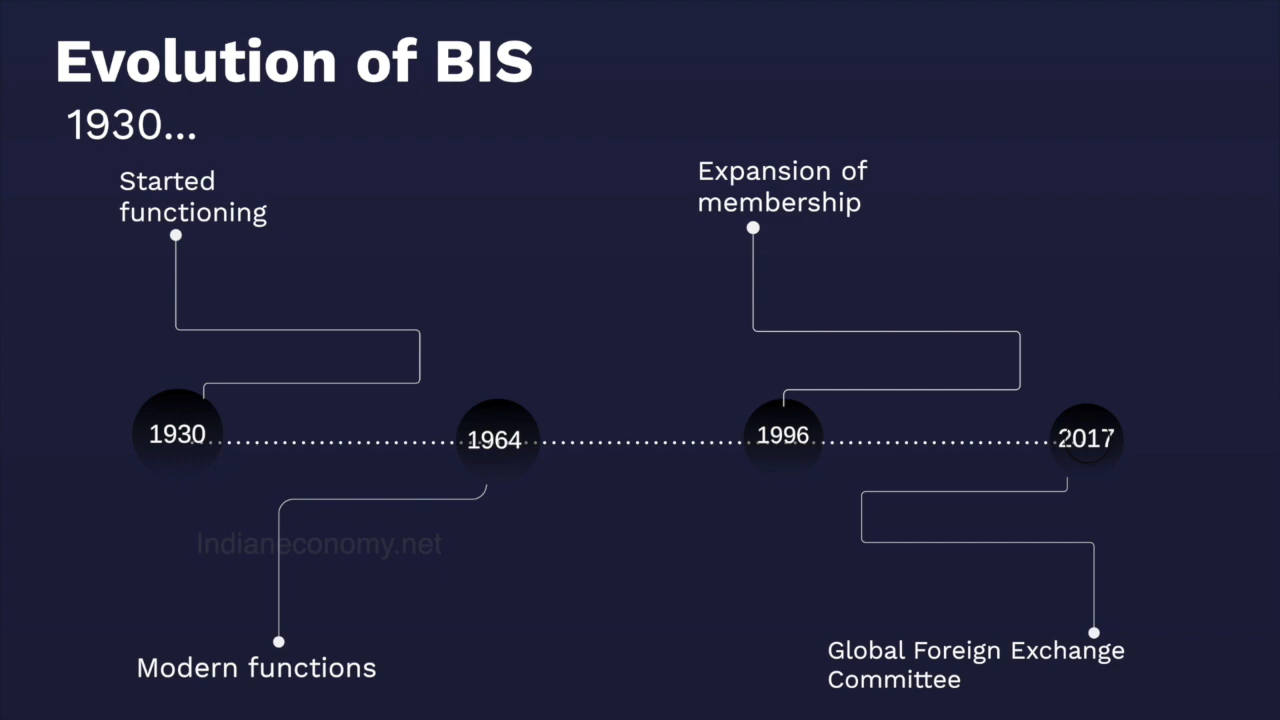 Evolution of BIS
1930...
Started
functioning
Expansion of
membership
1930
1964
1996
2017
Indianeconomy.net
Modern functions
Global Foreign Exchange
Committee